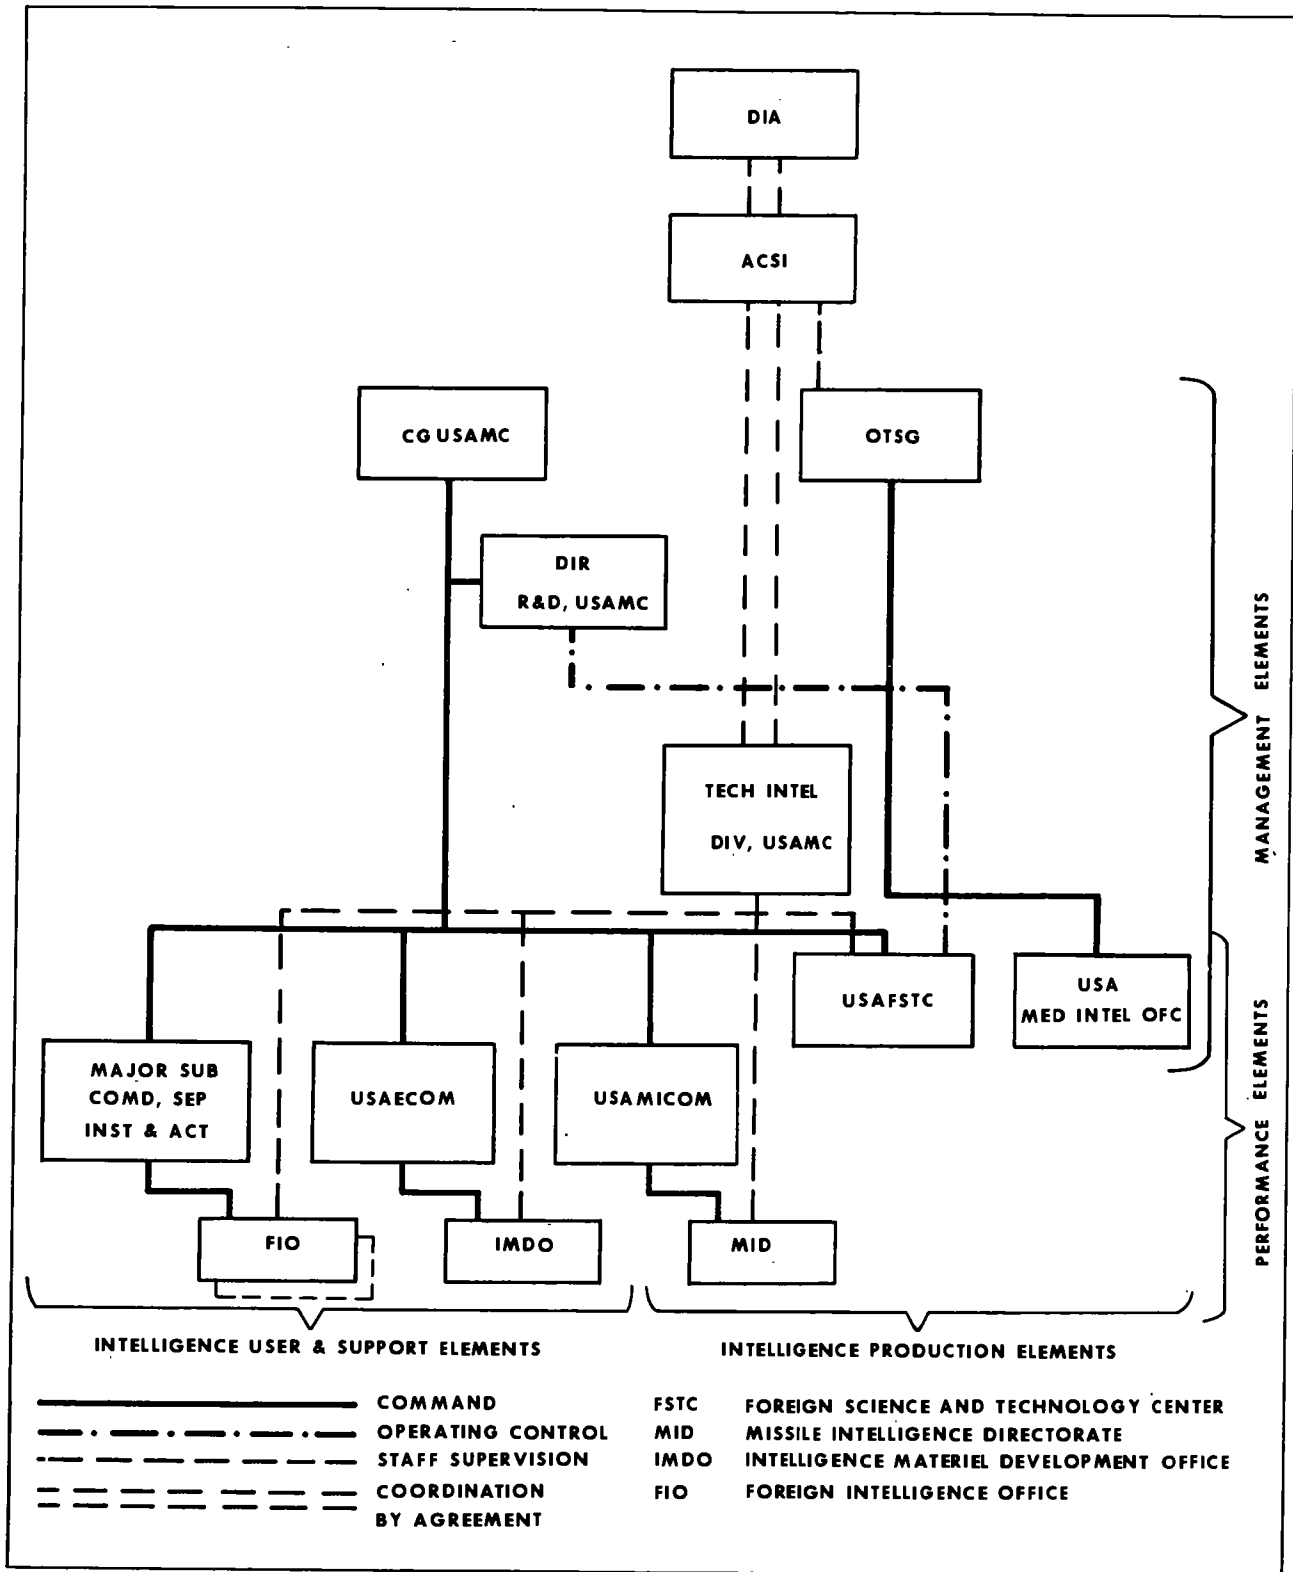 DIA
ACSI
CG USAMC
OTSG
DIR
R&D, USAMC
TECH INTEL
DIV, USAMC
USAFSTC
USA
MED INTEL OFC
MAJOR SUB
COMD, SEP
INST & ACT
USAECOM
USAMICOM
FIO
IMDO
MID
MANAGEMENT ELEMENTS
PERFORMANCE ELEMENTS
INTELLIGENCE USER & SUPPORT ELEMENTS
INTELLIGENCE PRODUCTION ELEMENTS
COMMAND
OPERATING CONTROL
STAFF SUPERVISION
COORDINATION
BY AGREEMENT
FSTC FOREIGN SCIENCE AND TECHNOLOGY CENTER
MID MISSILE INTELLIGENCE DIRECTORATE
IMDO INTELLIGENCE MATERIEL DEVELOPMENT OFFICE
FIO FOREIGN INTELLIGENCE OFFICE